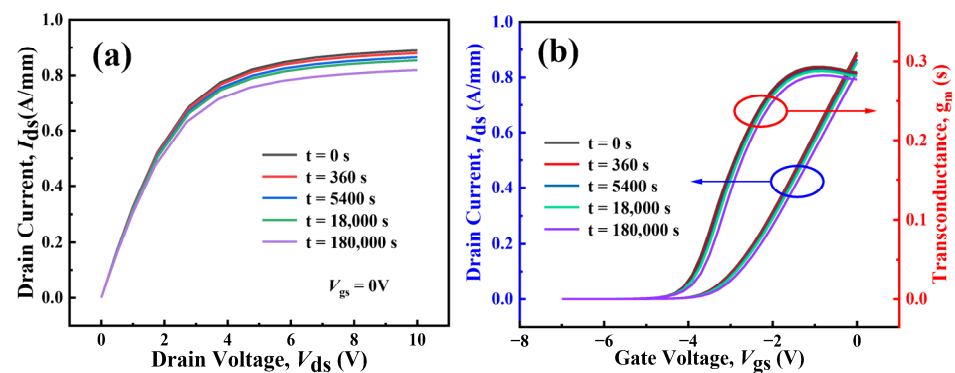 (a)
Drain Current, Ids(A/mm)
1.0
0.8
0.6
0.4
0.2
0.0
t = 0 s
t = 360 s
t = 5400 s
t = 18,000 s
t = 180,000 s
Vgs = 0V
0 2 4 6 8 10
Drain Voltage, Vds (V)
(b)
Drain Current, Ids (A/mm)
1.0
0.8
0.6
0.4
0.2
0.0
t = 0 s
t = 360 s
t = 5400 s
t = 18,000 s
t = 180,000 s
−8 −6 −4 −2 0
Gate Voltage, Vgs (V)
0.3
0.2
0.1
0.0
Transconductance, gm (s)